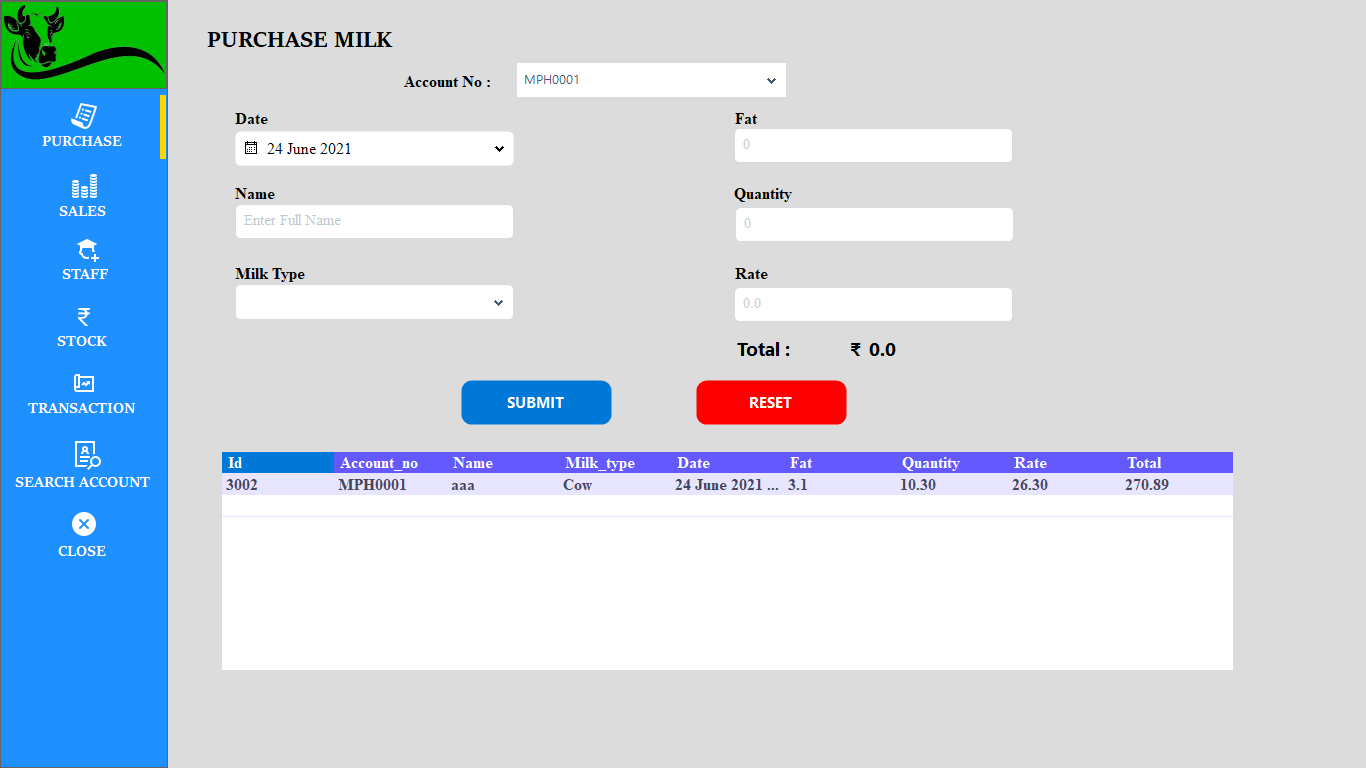 PURCHASE MILK
Account No :
MPH0001
Date
24 June 2021
Name
Enter Full Name
Milk Type
Fat
0
Quantity
0
Rate
0.0
Total : ₹ 0.0
SUBMIT
RESET
PURCHASE
SALES
STAFF
STOCK
TRANSACTION
SEARCH ACCOUNT
CLOSE
Id Account_no Name Milk_type Date Fat Quantity Rate Total
3002 MPH0001 aaa Cow 24 June 2021 ... 3.1 10.30 26.30 270.89